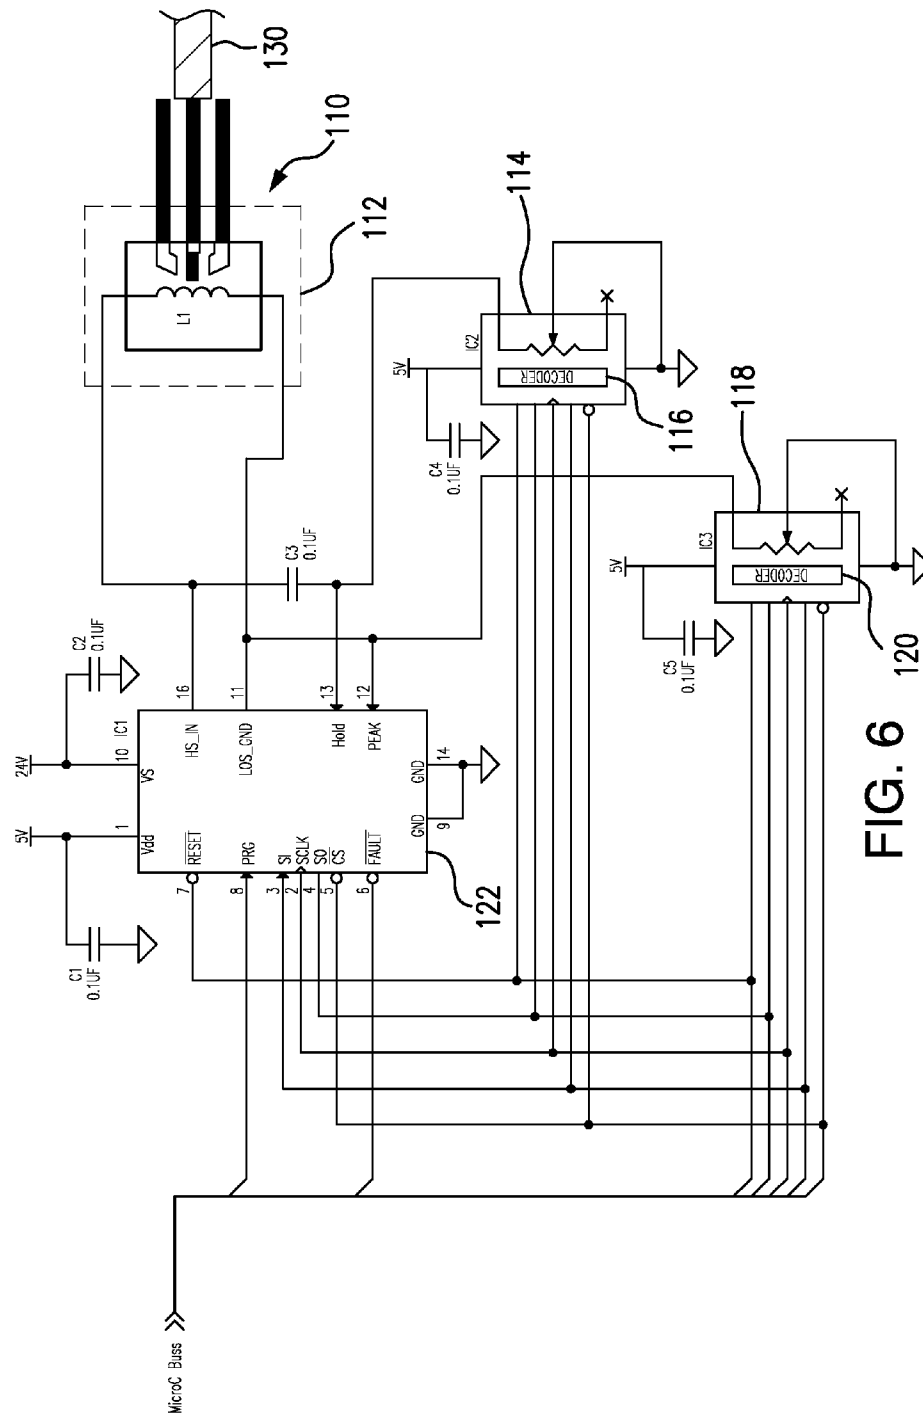 130
110
112
L1
114
IC2
DECODER
116
5V
C4
0.1UF
118
IC3
DECODER
120
5V
C5
0.1UF
C3
0.1UF
24V
C2
0.1UF
5V
C1
0.1UF
IC1
10
VS
1
Vdd
16
HS_IN
11
LOS_GND
13
Hold
12
PEAK
14
GND
9
GND
7
RESET
8
PRG
3
SI
2
SCLK
4
SO
5
CS
6
FAULT
122
MicroC Buss
FIG. 6